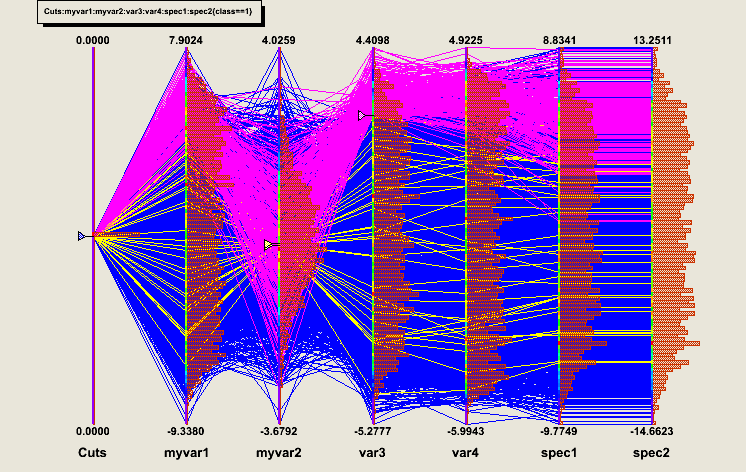 Cuts:myvar1:myvar2:var3:var4:spec1:spec2{class==1}
0.0000 7.9024 4.0259 4.4098 4.9225 8.8341 13.2511
0.0000 -9.3380 -3.6792 -5.2777 -5.9943 -9.7749 -14.6623
Cuts myvar1 myvar2 var3 var4 spec1 spec2